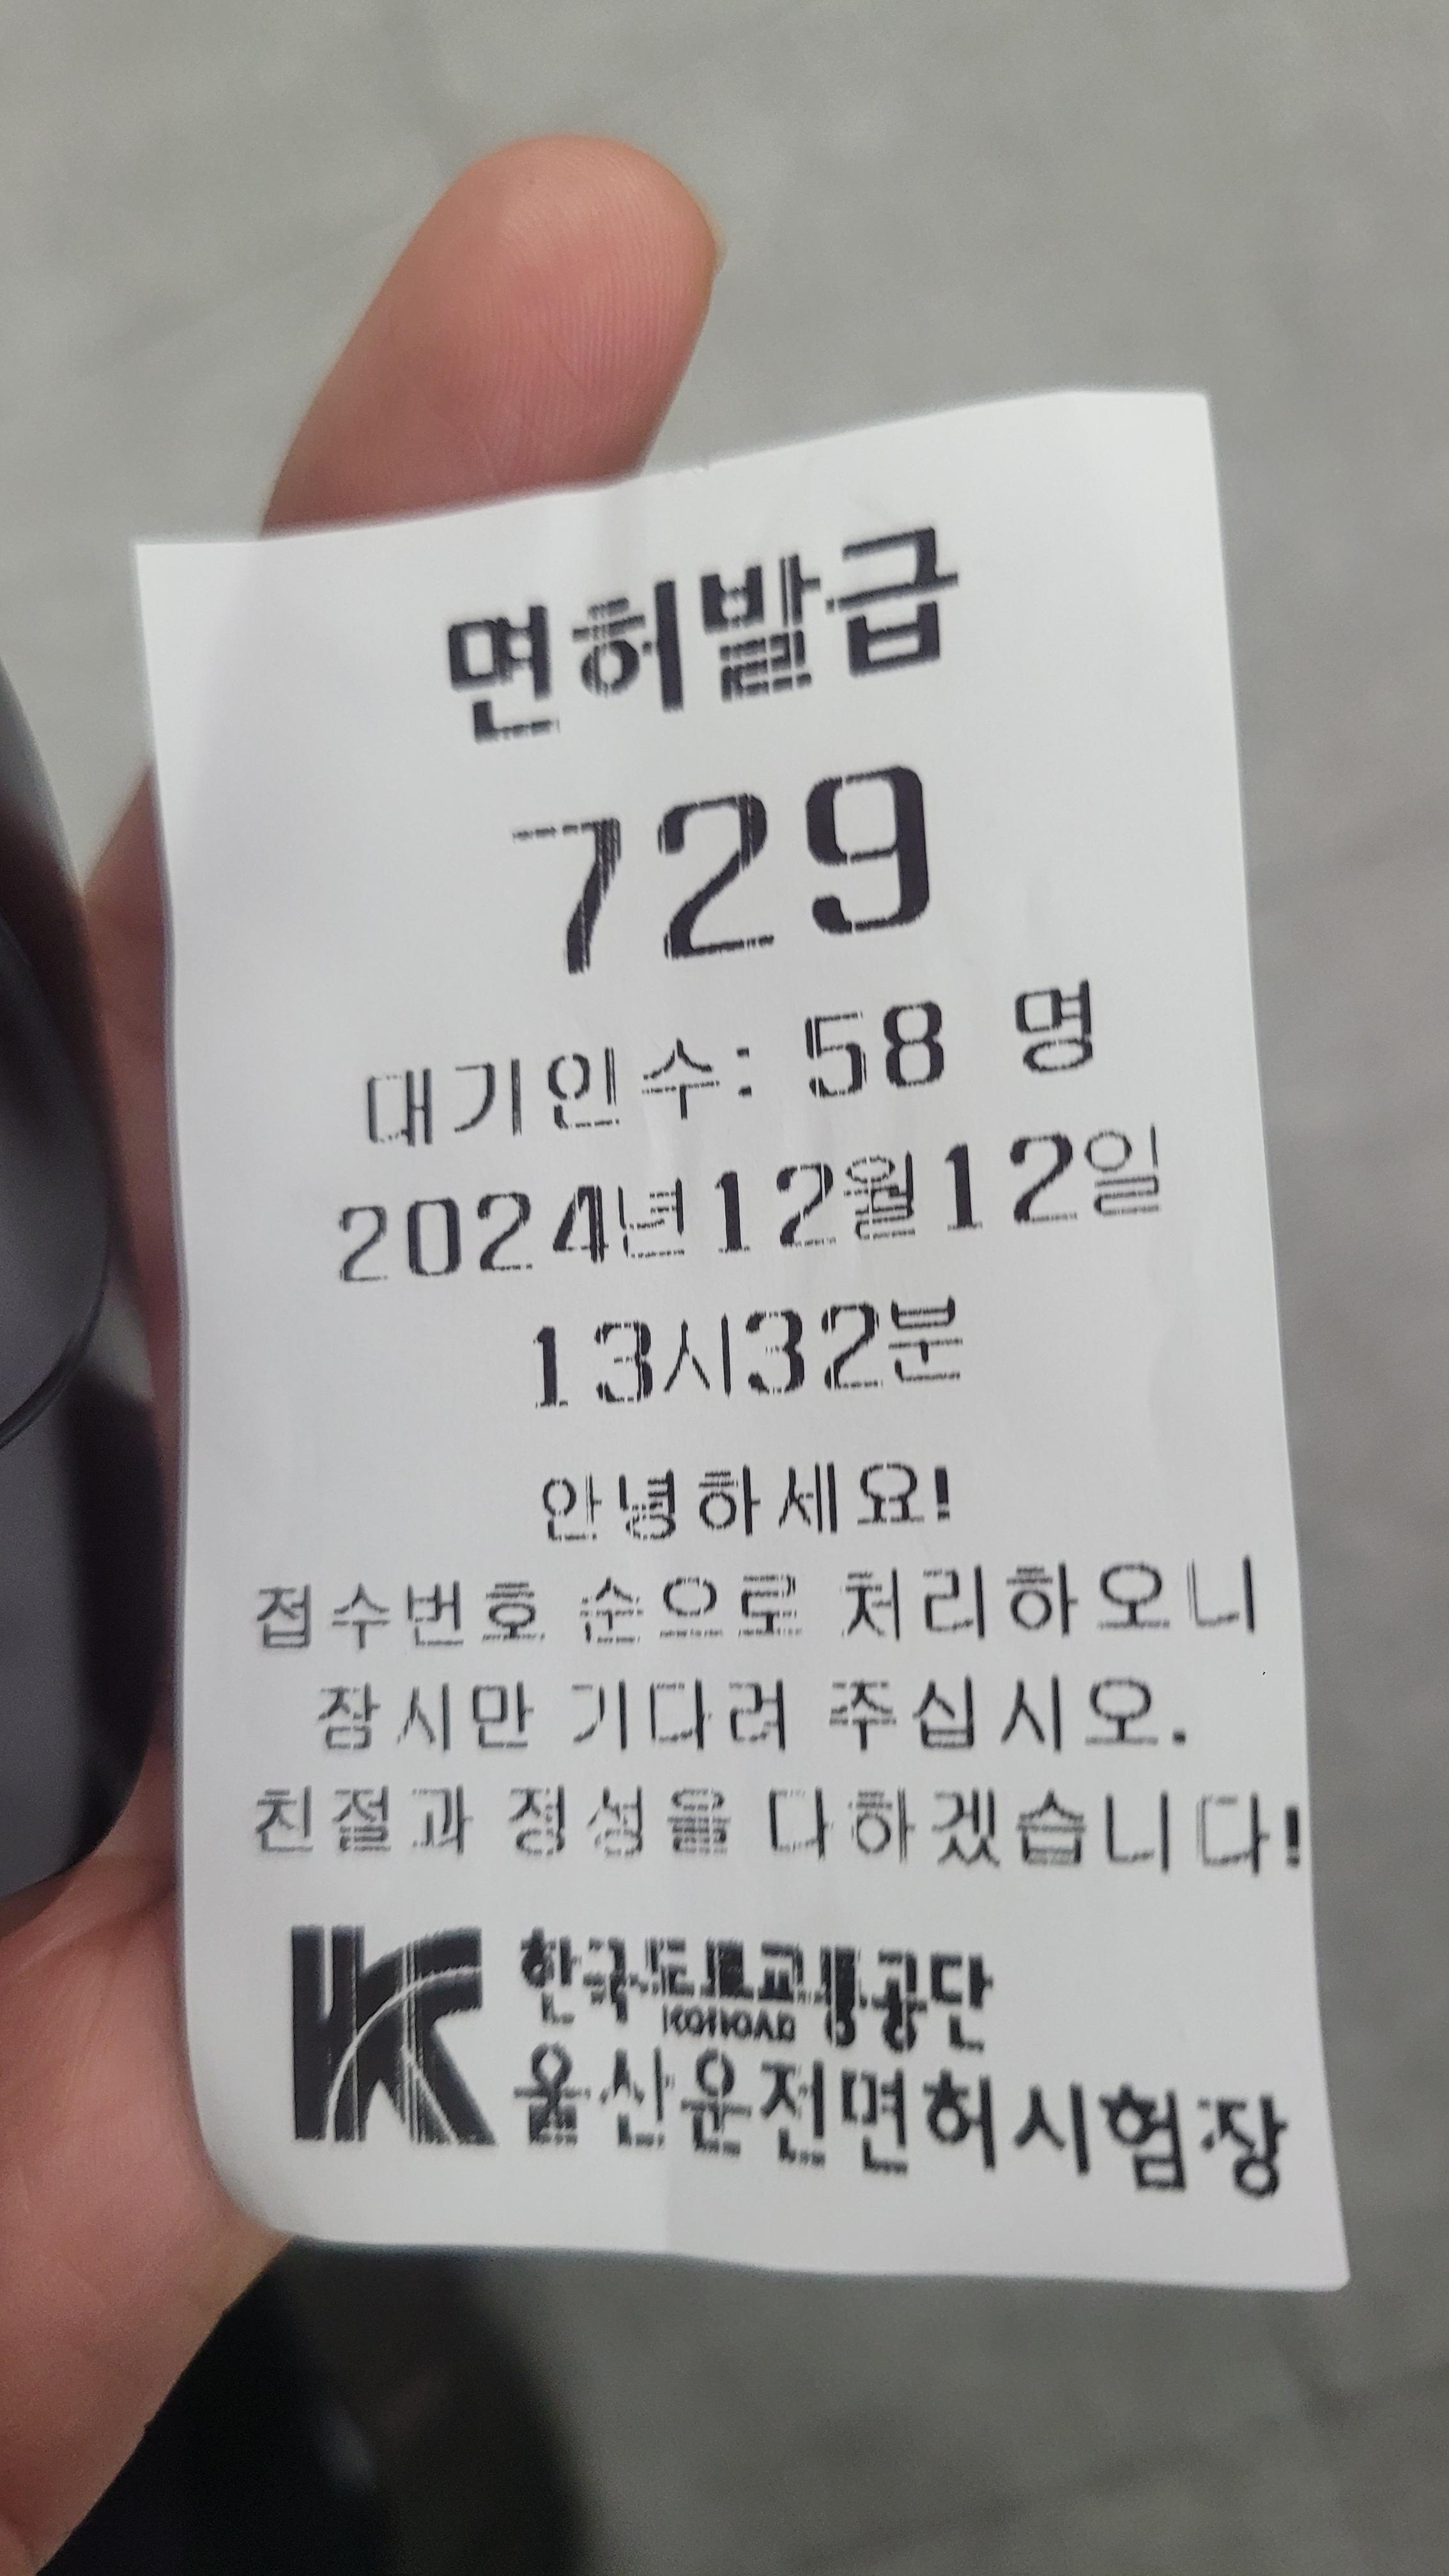 면허발급
729
대기인수: 58 명
2024년12월12일
13시32분
안녕하세요!
접수번호 순으로 처리하오니
잠시만 기다려 주십시오.
친절과 정성을 다하겠습니다!
한국도로교통공단
KOROAD
울산운전면허시험장